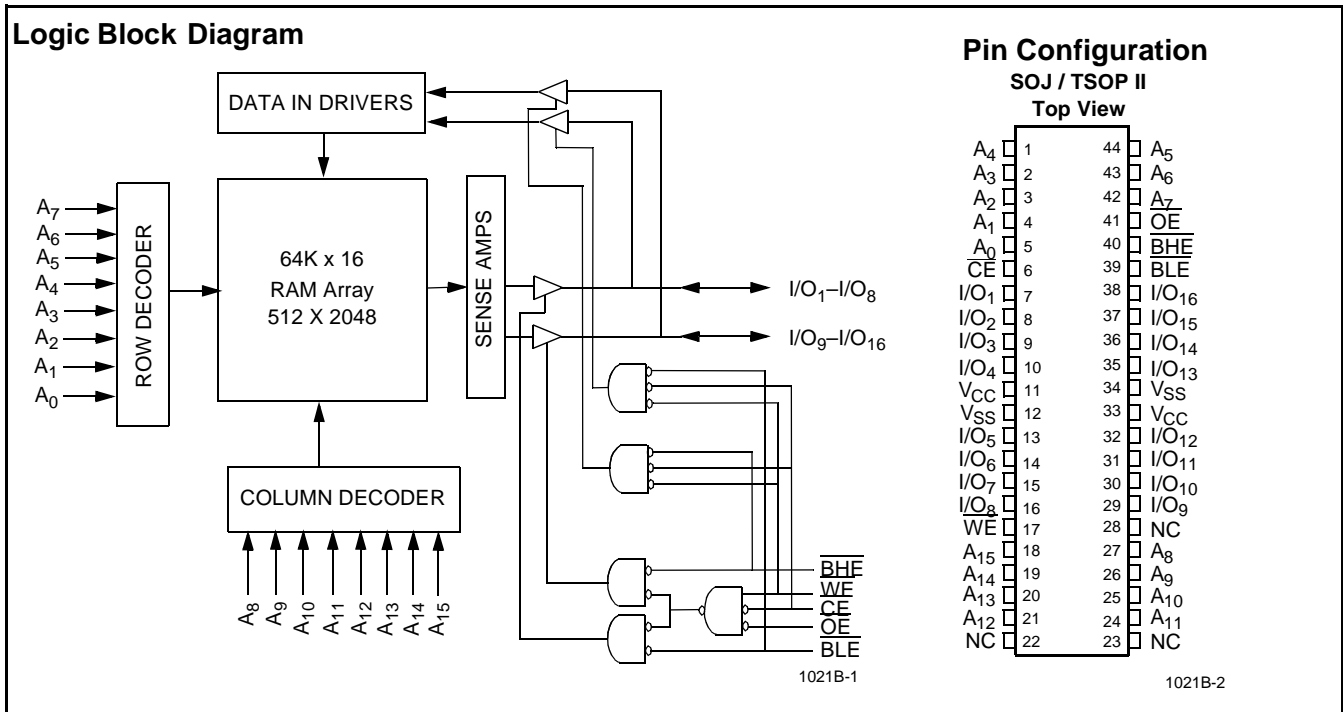 Logic Block Diagram
DATA IN DRIVERS
A7
A6
A5
A4
A3
A2
A1
A0
ROW DECODER
64K x 16
RAM Array
512 X 2048
SENSE AMPS
I/O1–I/O8
I/O9–I/O16
COLUMN DECODER
A8
A9
A10
A11
A12
A13
A14
A15
BHE
WE
CE
OE
BLE
1021B-1
Pin Configuration
SOJ / TSOP II
Top View
A4 1 44 A5
A3 2 43 A6
A2 3 42 A7
A1 4 41 OE
A0 5 40 BHE
CE 6 39 BLE
I/O1 7 38 I/O16
I/O2 8 37 I/O15
I/O3 9 36 I/O14
I/O4 10 35 I/O13
VCC 11 34 VSS
VSS 12 33 VCC
I/O5 13 32 I/O12
I/O6 14 31 I/O11
I/O7 15 30 I/O10
I/O8 16 29 I/O9
WE 17 28 NC
A15 18 27 A8
A14 19 26 A9
A13 20 25 A10
A12 21 24 A11
NC 22 23 NC
1021B-2